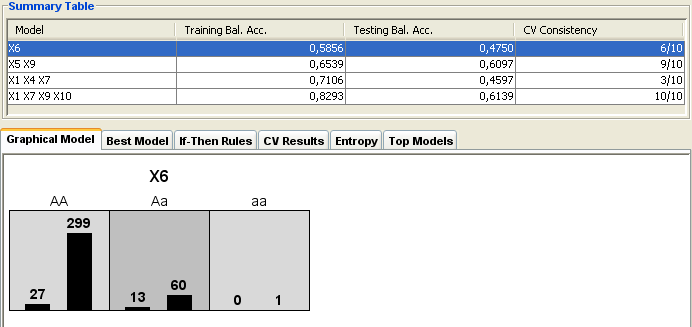 Summary Table
Model Training Bal. Acc. Testing Bal. Acc. CV Consistency
X6 0,5856 0,4750 6/10
X5 X9 0,6539 0,6097 9/10
X1 X4 X7 0,7106 0,4597 3/10
X1 X7 X9 X10 0,8293 0,6139 10/10
Graphical Model Best Model If-Then Rules CV Results Entropy Top Models
X6
AA Aa aa
27 299 13 60 0 1